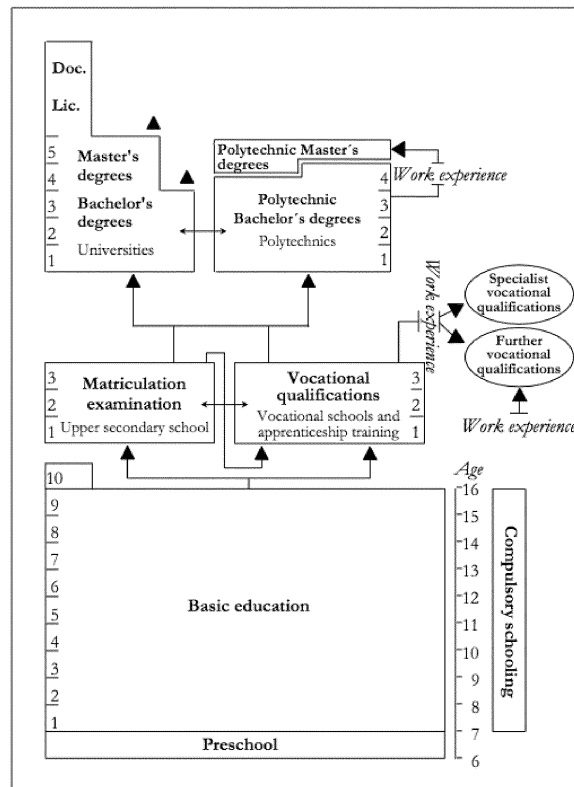 Doc.
Lic.
5
4
3
2
1
Master's
degrees
Bachelor's
degrees
Universities
Polytechnic Master´s
degrees
Polytechnic
Bachelor´s degrees
Polytechnics
4
3
2
1
Work experience
Work experience
Specialist
vocational
qualifications
Further
vocational
qualifications
Work experience
3
2
1
Matriculation
examination
Upper secondary school
Vocational
qualifications
Vocational schools and
apprenticeship training
3
2
1
10
9
8
7
6
5
4
3
2
1
Basic education
Preschool
Age
16
15
14
13
12
11
10
9
8
7
6
Compulsory schooling